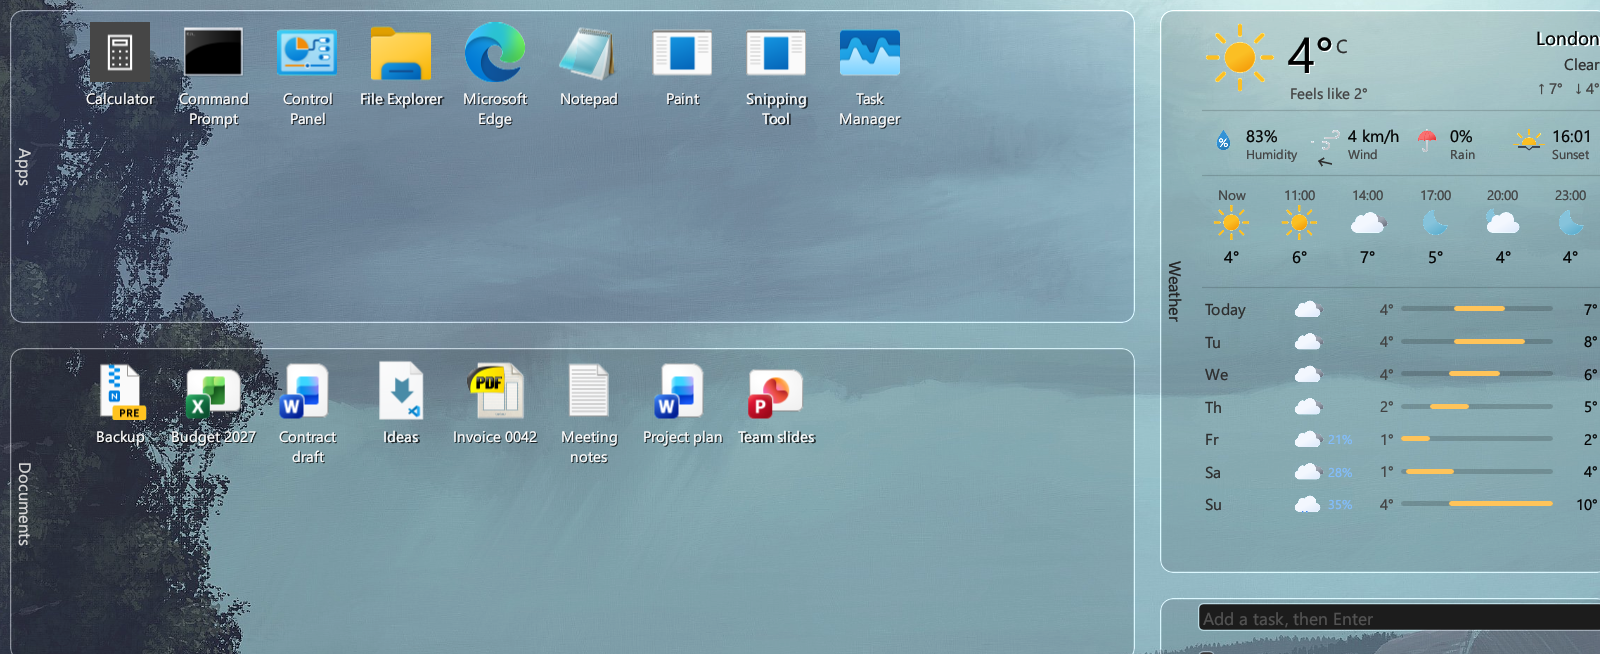 Apps
Calculator
Command
Prompt
Control
Panel
File Explorer
Microsoft
Edge
Notepad
Paint
Snipping
Tool
Task
Manager
Documents
N
PRE
Backup
X
Budget 2027
W
Contract
draft
Ideas
PDF
Invoice 0042
Meeting
notes
W
Project plan
P
Team slides
Weather
4°C
Feels like 2°
London
Clear
↑ 7° ↓ 4°
%
83%
Humidity
4 km/h
Wind
0%
Rain
16:01
Sunset
Now 11:00 14:00 17:00 20:00 23:00
4° 6° 7° 5° 4° 4°
Today 4° 7°
Tu 4° 8°
We 4° 6°
Th 2° 5°
Fr 21% 1° 2°
Sa 28% 1° 4°
Su 35% 4° 10°
Add a task, then Enter